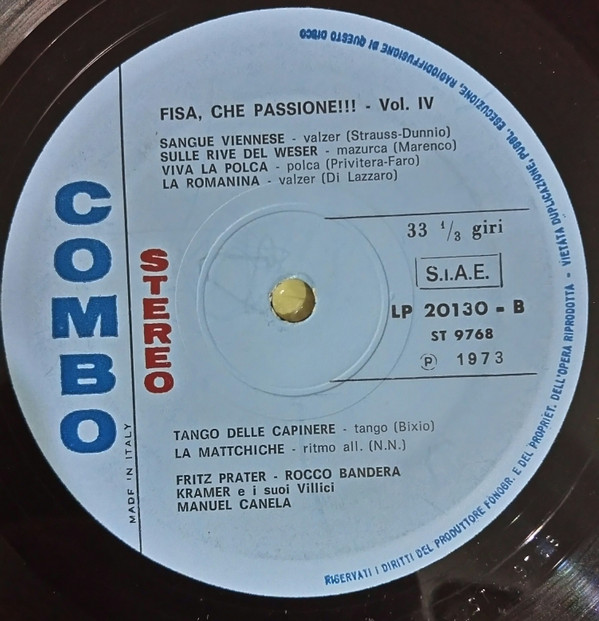 FISA, CHE PASSIONE!!! - Vol. IV
SANGUE VIENNESE - valzer (Strauss-Dunnio)
SULLE RIVE DEL WESER - mazurca (Marenco)
VIVA LA POLCA - polca (Privitera-Faro)
LA ROMANINA - valzer (Di Lazzaro)
COMBO
STEREO
33 1/3 giri
S.I.A.E.
LP 20130 - B
ST 9768
Ⓟ 1973
TANGO DELLE CAPINERE - tango (Bixio)
LA MATTCHICHE - ritmo all. (N.N.)
FRITZ PRATER - ROCCO BANDERA
KRAMER e i suoi Villici
MANUEL CANELA
MADE IN ITALY
RISERVATI I DIRITTI DEL PRODUTTORE FONOGR. E DEL PROPRIET. DELL'OPERA RIPRODOTTA - VIETATA DUPLICAZIONE, PUBBL. ESECUZIONE, RADIODIFFUSIONE DI QUESTO DISCO